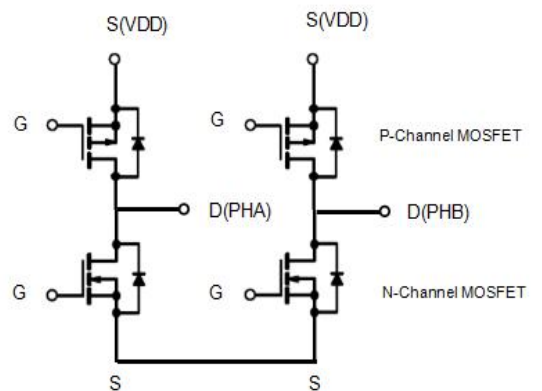 S(VDD) S(VDD)
G G
P-Channel MOSFET
D(PHA) D(PHB)
G G
N-Channel MOSFET
S S